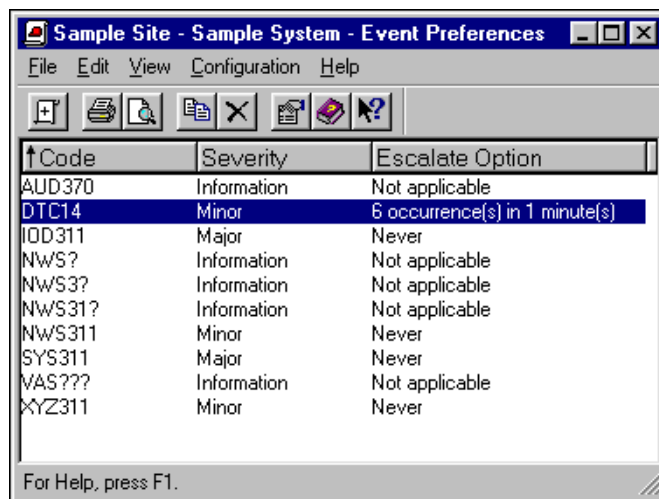 Sample Site - Sample System - Event Preferences
File Edit View Configuration Help
Code Severity Escalate Option
AUD370 Information Not applicable
DTC14 Minor 6 occurrence(s) in 1 minute(s)
IOD311 Major Never
NWS? Information Not applicable
NWS3? Information Not applicable
NWS31? Information Not applicable
NWS311 Minor Never
SYS311 Major Never
VAS??? Information Not applicable
XYZ311 Minor Never
For Help, press F1.